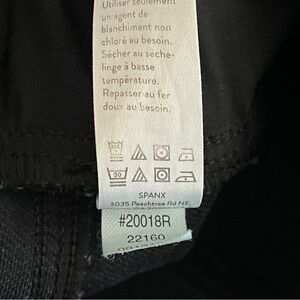 Utiliser seulement
un agent de
blanchiment non
chloré au besoin.
Sécher au sèche-
linge à basse
température.
Repasser au fer
doux au besoin.
30
SPANX
3035 Peachtree Rd NE,
#20018R
22160